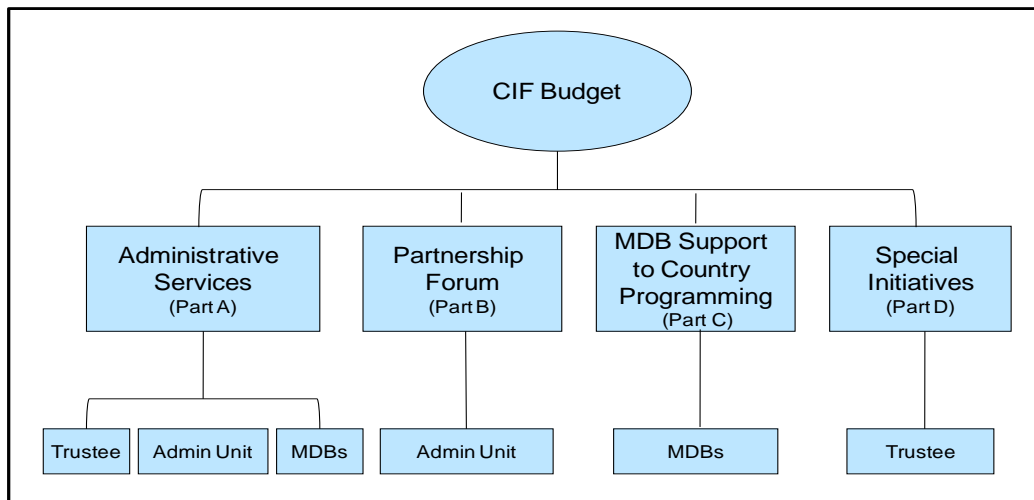 CIF Budget
Administrative
Services
(Part A)
Partnership
Forum
(Part B)
MDB Support
to Country
Programming
(Part C)
Special
Initiatives
(Part D)
Trustee
Admin Unit
MDBs
Admin Unit
MDBs
Trustee